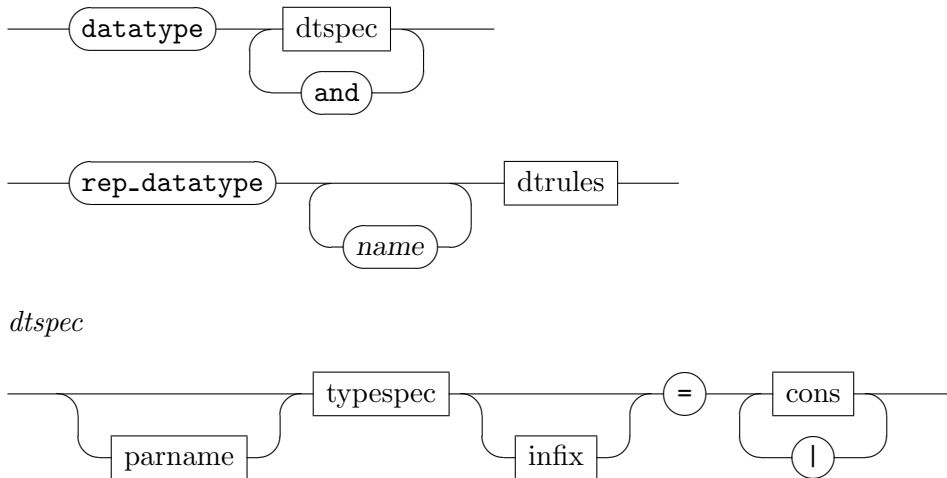 datatype dtspec
and
rep_datatype dtrules
name
dtspec
typespec = cons
parname infix |